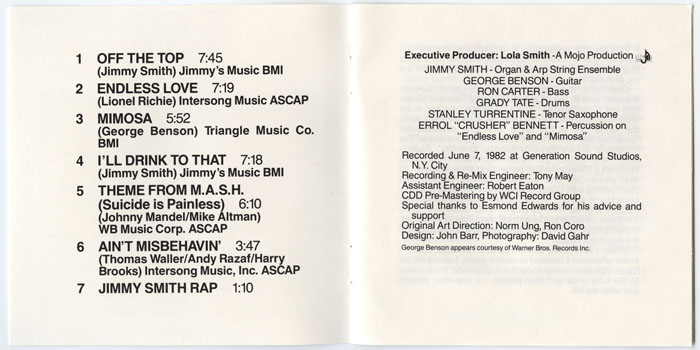 1 OFF THE TOP 7:45
(Jimmy Smith) Jimmy's Music BMI
2 ENDLESS LOVE 7:19
(Lionel Richie) Intersong Music ASCAP
3 MIMOSA 5:52
(George Benson) Triangle Music Co.
BMI
4 I'LL DRINK TO THAT 7:18
(Jimmy Smith) Jimmy's Music BMI
5 THEME FROM M.A.S.H.
(Suicide is Painless) 6:10
(Johnny Mandel/Mike Altman)
WB Music Corp. ASCAP
6 AIN'T MISBEHAVIN' 3:47
(Thomas Waller/Andy Razaf/Harry
Brooks) Intersong Music, Inc. ASCAP
7 JIMMY SMITH RAP 1:10
Executive Producer: Lola Smith - A Mojo Production
JIMMY SMITH - Organ & Arp String Ensemble
GEORGE BENSON - Guitar
RON CARTER - Bass
GRADY TATE - Drums
STANLEY TURRENTINE - Tenor Saxophone
ERROL "CRUSHER" BENNETT - Percussion on
"Endless Love" and "Mimosa"
Recorded June 7, 1982 at Generation Sound Studios,
N.Y. City
Recording & Re-Mix Engineer: Tony May
Assistant Engineer: Robert Eaton
CDD Pre-Mastering by WCI Record Group
Special thanks to Esmond Edwards for his advice and
support
Original Art Direction: Norm Ung, Ron Coro
Design: John Barr, Photography: David Gahr
George Benson appears courtesy of Warner Bros. Records Inc.